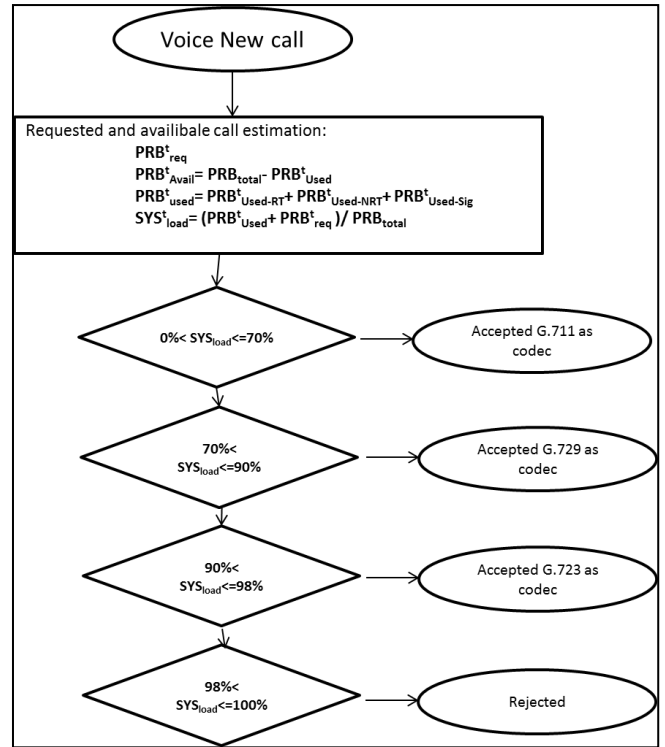 Voice New call
Requested and availibale call estimation:
PRBᵗreq
PRBᵗAvail= PRBtotal- PRBᵗUsed
PRBᵗused= PRBᵗUsed-RT+ PRBᵗUsed-NRT+ PRBᵗUsed-Sig
SYSᵗload= (PRBᵗUsed+ PRBᵗreq )/ PRBtotal
0%< SYSload<=70%
Accepted G.711 as
codec
70%<
SYSload<=90%
Accepted G.729 as
codec
90%<
SYSload<=98%
Accepted G.723 as
codec
98%<
SYSload<=100%
Rejected